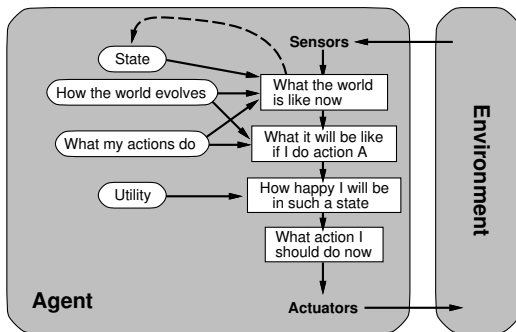 Sensors
State
What the world
is like now
How the world evolves
What my actions do
What it will be like
if I do action A
Utility
How happy I will be
in such a state
What action I
should do now
Agent
Actuators
Environment